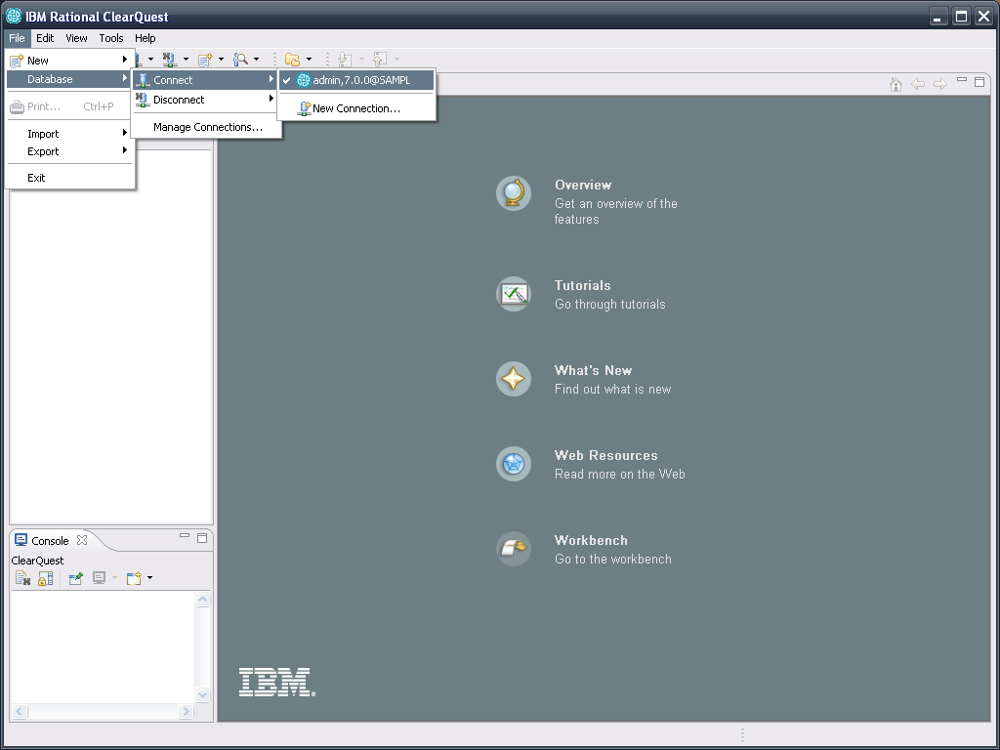 IBM Rational ClearQuest
File Edit View Tools Help
New
Database
Print... Ctrl+P
Import
Export
Exit
Connect
Disconnect
Manage Connections...
admin,7.0.0@SAMPL
New Connection...
Overview
Get an overview of the
features
Tutorials
Go through tutorials
What's New
Find out what is new
Web Resources
Read more on the Web
Workbench
Go to the workbench
Console
ClearQuest
IBM.